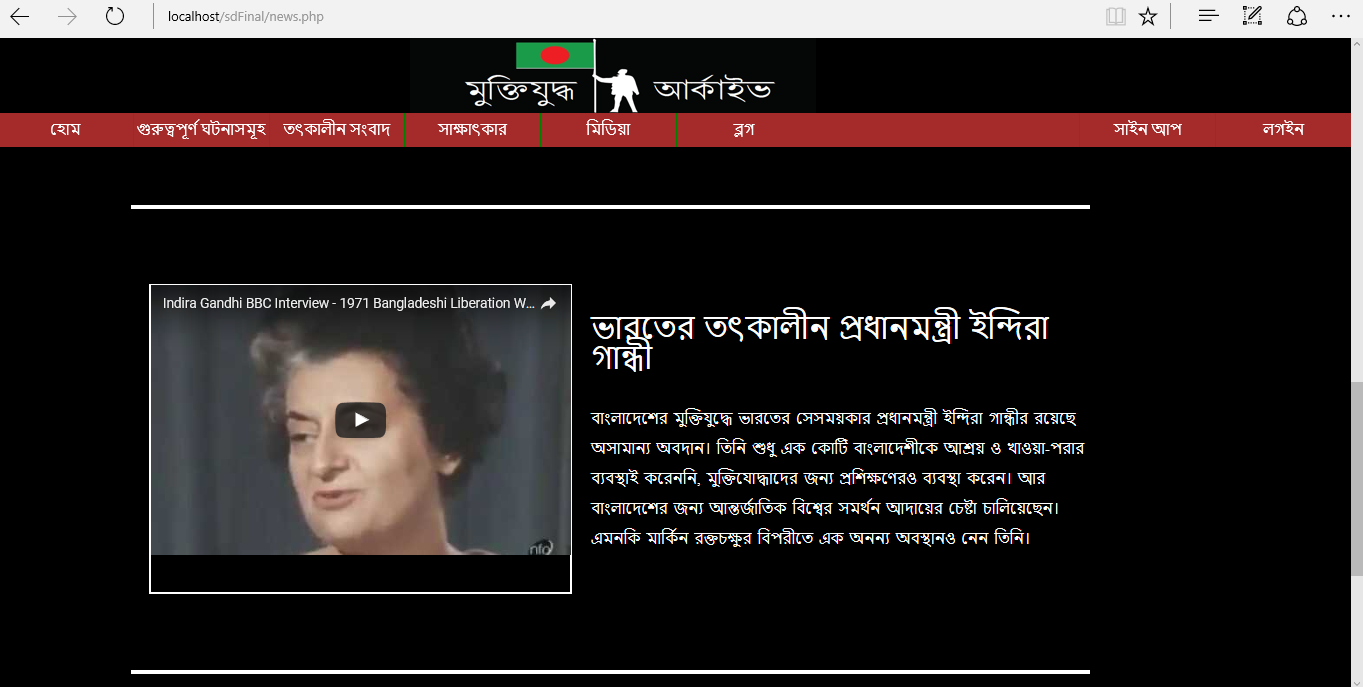 localhost/sdFinal/news.php
মুক্তিযুদ্ধ আর্কাইভ
হোম গুরুত্বপূর্ণ ঘটনাসমূহ তৎকালীন সংবাদ সাক্ষাৎকার মিডিয়া ব্লগ সাইন আপ লগইন
Indira Gandhi BBC Interview - 1971 Bangladeshi Liberation W...
ভারতের তৎকালীন প্রধানমন্ত্রী ইন্দিরা
গান্ধী
বাংলাদেশের মুক্তিযুদ্ধে ভারতের সেসময়কার প্রধানমন্ত্রী ইন্দিরা গান্ধীর রয়েছে
অসামান্য অবদান। তিনি শুধু এক কোটি বাংলাদেশীকে আশ্রয় ও খাওয়া-পরার
ব্যবস্থাই করেননি, মুক্তিযোদ্ধাদের জন্য প্রশিক্ষণেরও ব্যবস্থা করেন। আর
বাংলাদেশের জন্য আন্তর্জাতিক বিশ্বের সমর্থন আদায়ের চেষ্টা চালিয়েছেন।
এমনকি মার্কিন রক্তচক্ষুর বিপরীতে এক অনন্য অবস্থানও নেন তিনি।